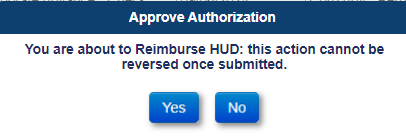 Approve Authorization
You are about to Reimburse HUD: this action cannot be
reversed once submitted.
Yes No